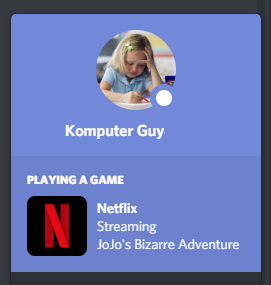 Komputer Guy
PLAYING A GAME
N
Netflix
Streaming
JoJo's Bizarre Adventure